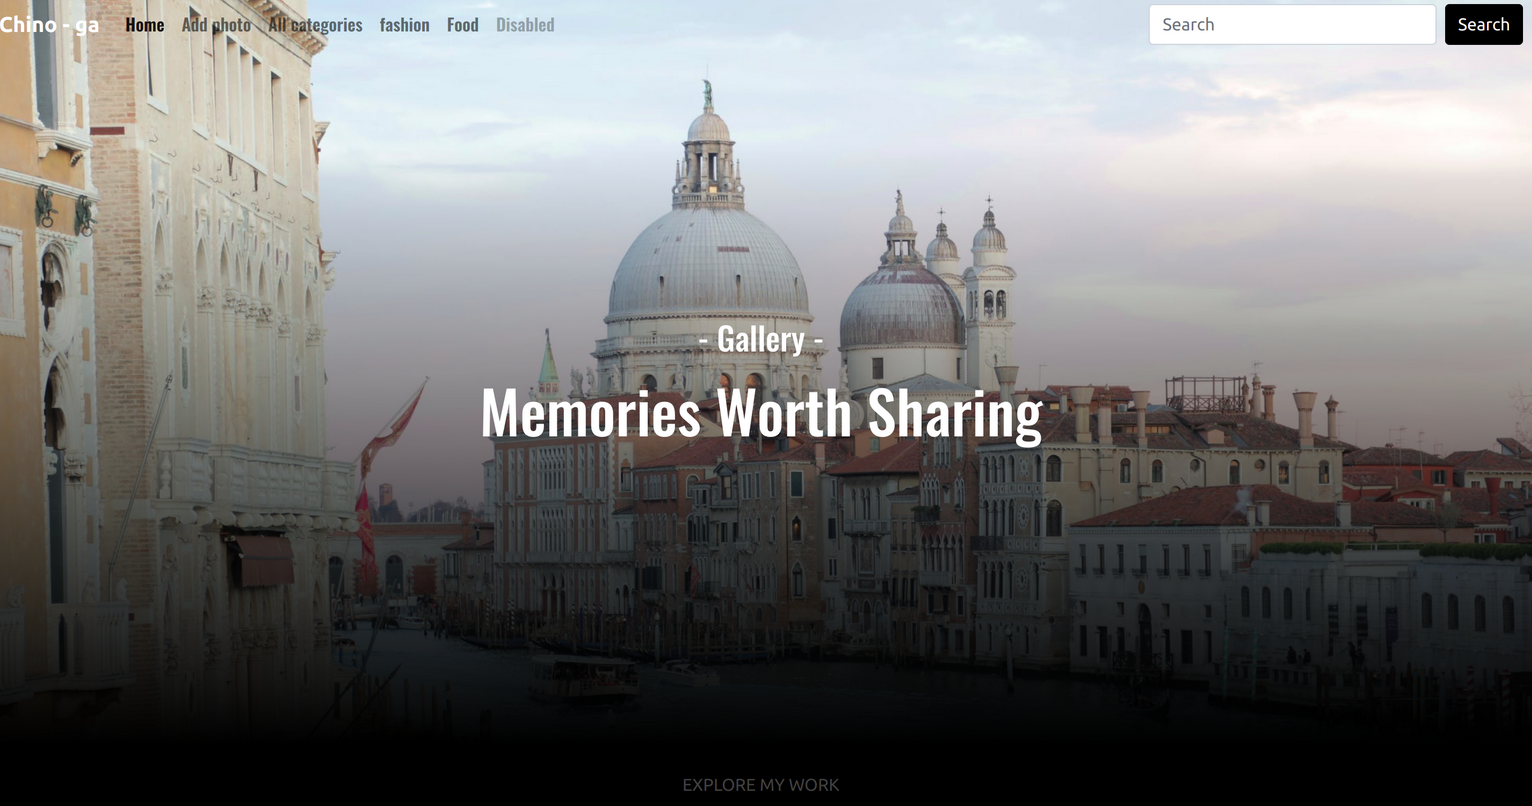 Chino - ga Home Add photo All categories fashion Food Disabled Search Search
- Gallery -
Memories Worth Sharing
EXPLORE MY WORK